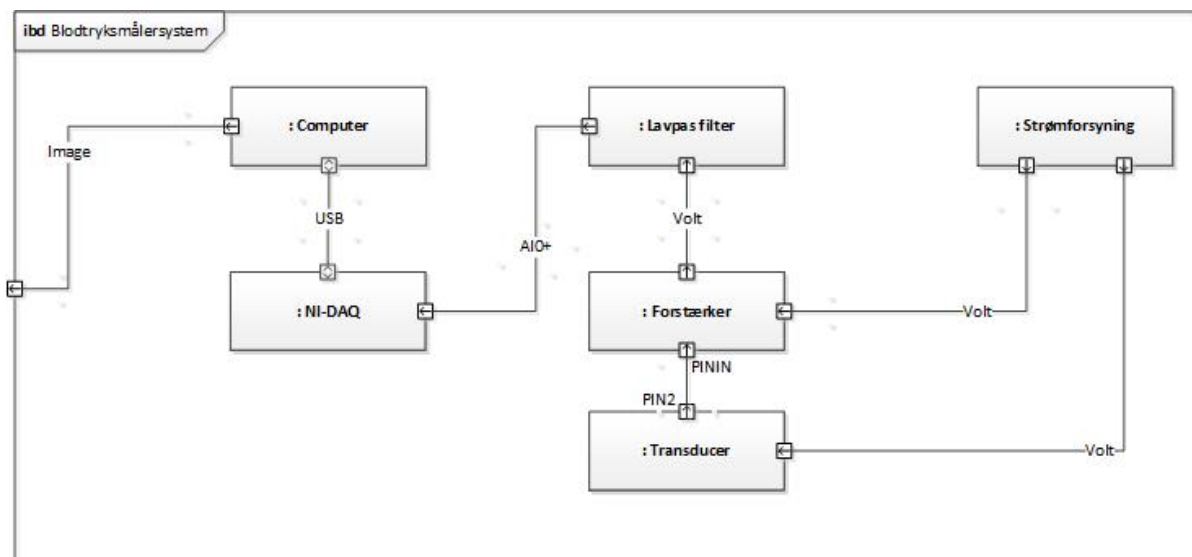 ibd Blodtryksmålersystem
: Computer
: Lavpas filter
: Strømforsyning
Image
USB
Volt
AI0+
: NI-DAQ
: Forstærker
Volt
PININ
PIN2
: Transducer
Volt